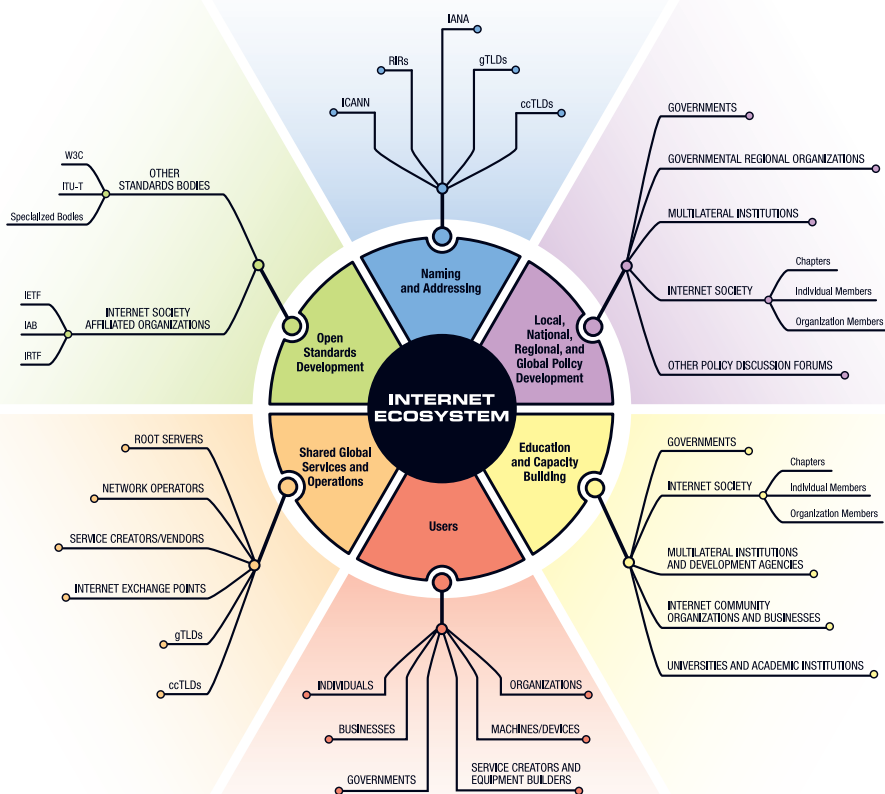 IANA
RIRs
gTLDs
ICANN
ccTLDs
W3C
ITU-T
Specialized Bodies
OTHER
STANDARDS BODIES
IETF
IAB
IRTF
INTERNET SOCIETY
AFFILIATED ORGANIZATIONS
GOVERNMENTS
GOVERNMENTAL REGIONAL ORGANIZATIONS
MULTILATERAL INSTITUTIONS
INTERNET SOCIETY
Chapters
Individual Members
Organization Members
OTHER POLICY DISCUSSION FORUMS
Naming
and Addressing
Open
Standards
Development
Local,
National,
Regional, and
Global Policy
Development
INTERNET
ECOSYSTEM
Shared Global
Services and
Operations
Users
Education
and Capacity
Building
ROOT SERVERS
NETWORK OPERATORS
SERVICE CREATORS/VENDORS
INTERNET EXCHANGE POINTS
gTLDs
ccTLDs
GOVERNMENTS
INTERNET SOCIETY
Chapters
Individual Members
Organization Members
MULTILATERAL INSTITUTIONS
AND DEVELOPMENT AGENCIES
INTERNET COMMUNITY
ORGANIZATIONS AND BUSINESSES
UNIVERSITIES AND ACADEMIC INSTITUTIONS
INDIVIDUALS
ORGANIZATIONS
BUSINESSES
MACHINES/DEVICES
GOVERNMENTS
SERVICE CREATORS AND
EQUIPMENT BUILDERS